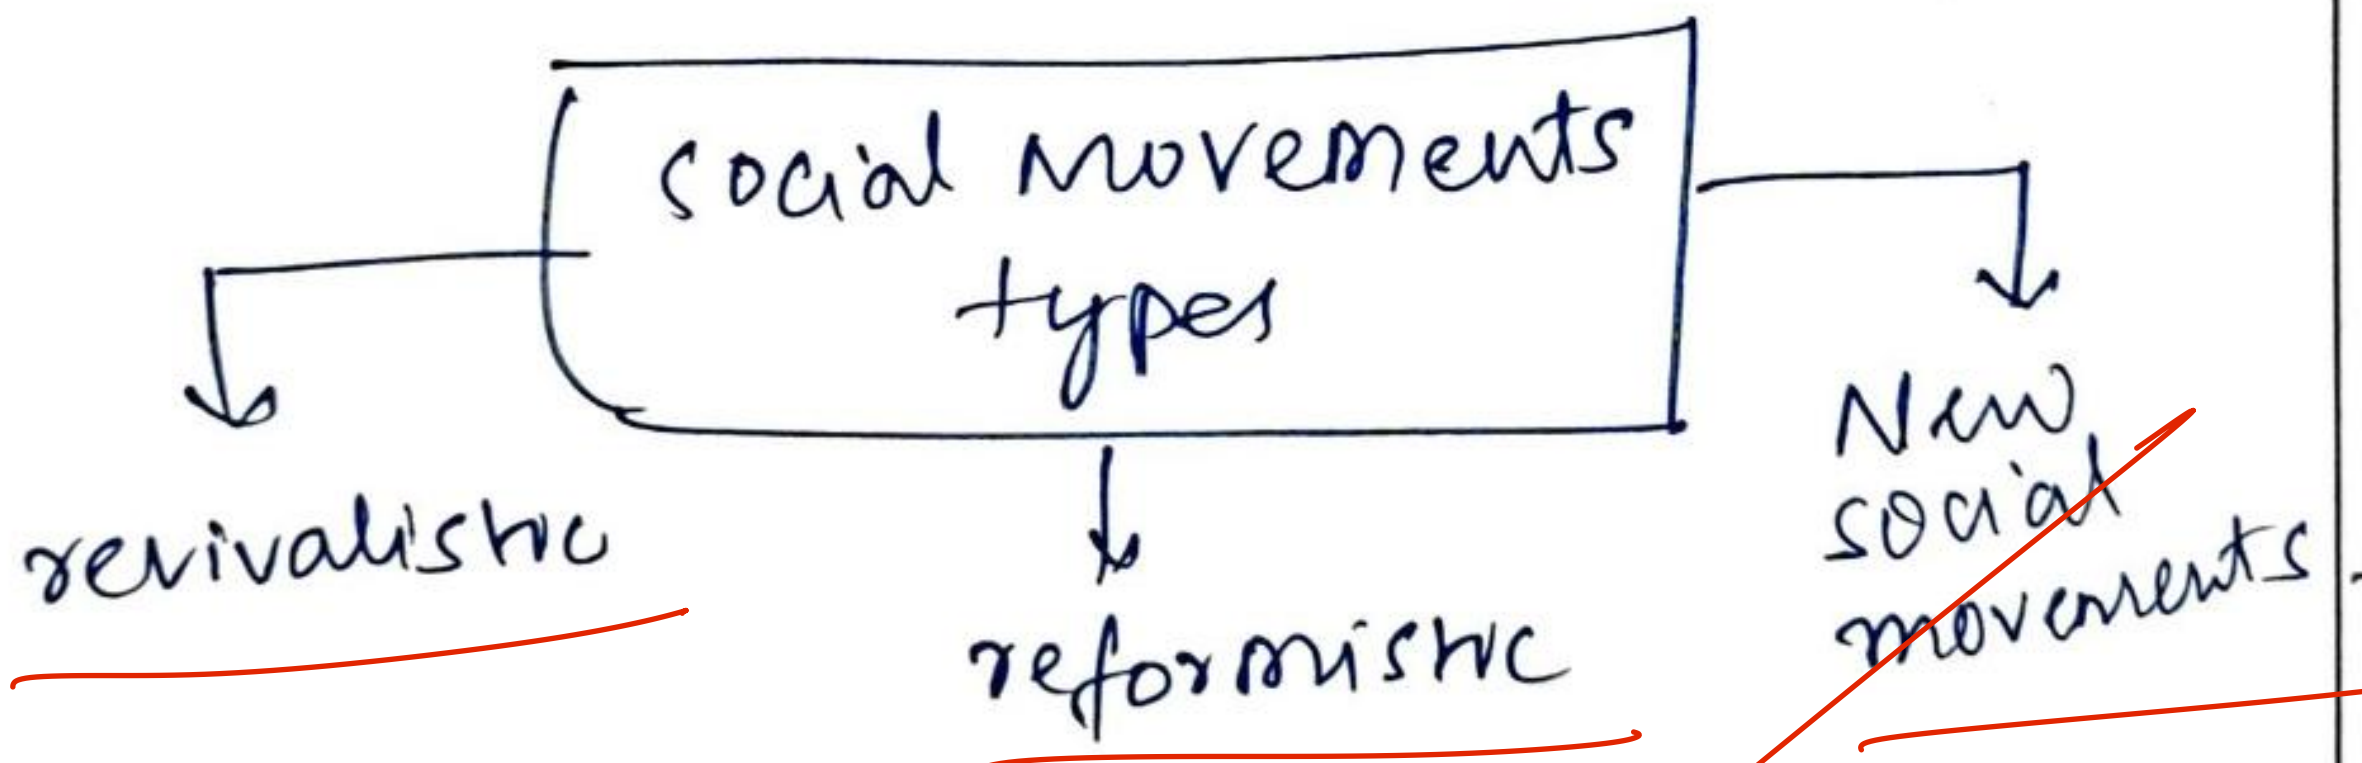 social movements
types
revivalistic
reformistic
New
social
movements